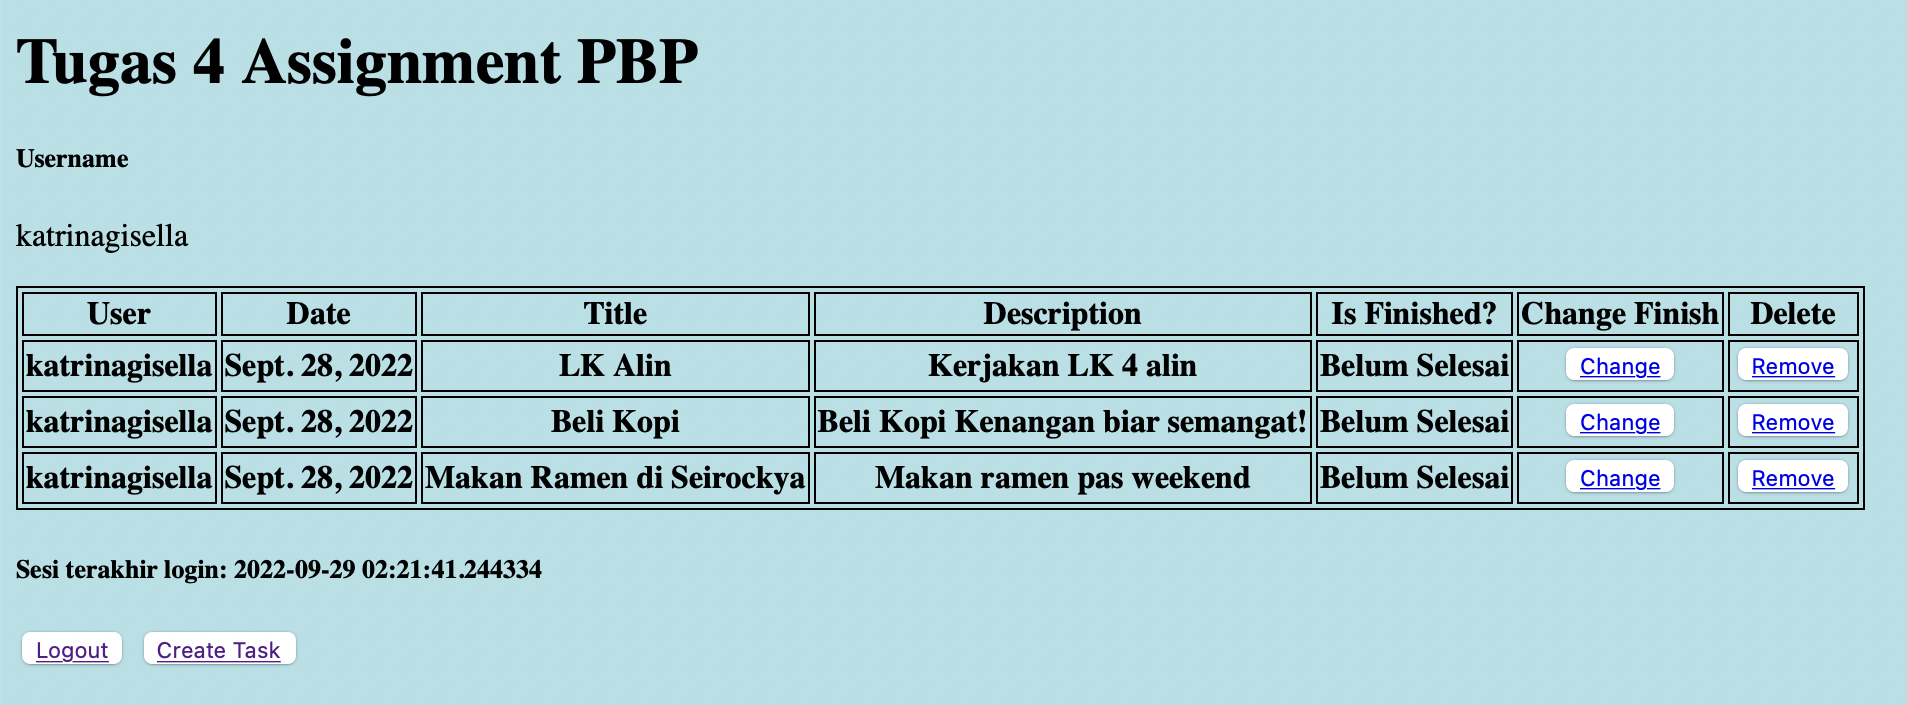 Tugas 4 Assignment PBP
Username
katrinagisella
User Date Title Description Is Finished? Change Finish Delete
katrinagisella Sept. 28, 2022 LK Alin Kerjakan LK 4 alin Belum Selesai Change Remove
katrinagisella Sept. 28, 2022 Beli Kopi Beli Kopi Kenangan biar semangat! Belum Selesai Change Remove
katrinagisella Sept. 28, 2022 Makan Ramen di Seirockya Makan ramen pas weekend Belum Selesai Change Remove
Sesi terakhir login: 2022-09-29 02:21:41.244334
Logout Create Task